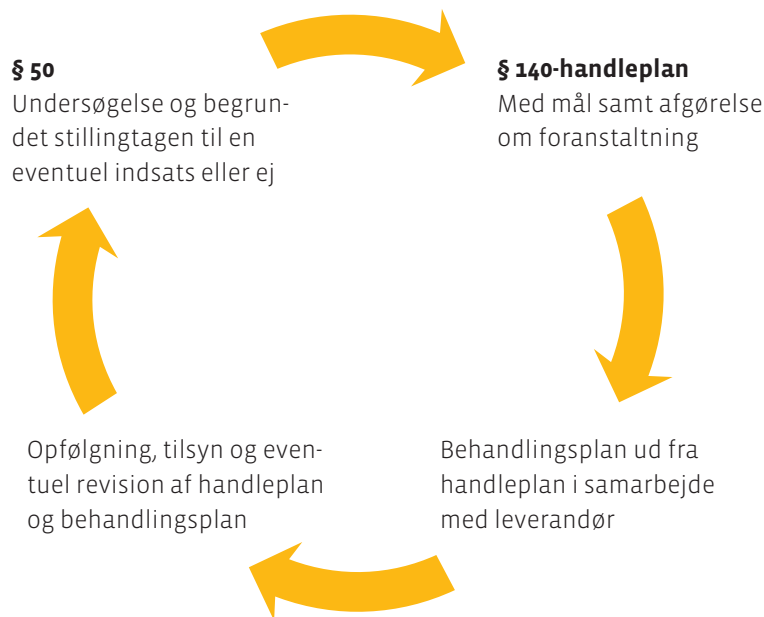 § 50
Undersøgelse og begrun-
det stillingtagen til en
eventuel indsats eller ej
§ 140-handleplan
Med mål samt afgørelse
om foranstaltning
Behandlingsplan ud fra
handleplan i samarbejde
med leverandør
Opfølgning, tilsyn og even-
tuel revision af handleplan
og behandlingsplan